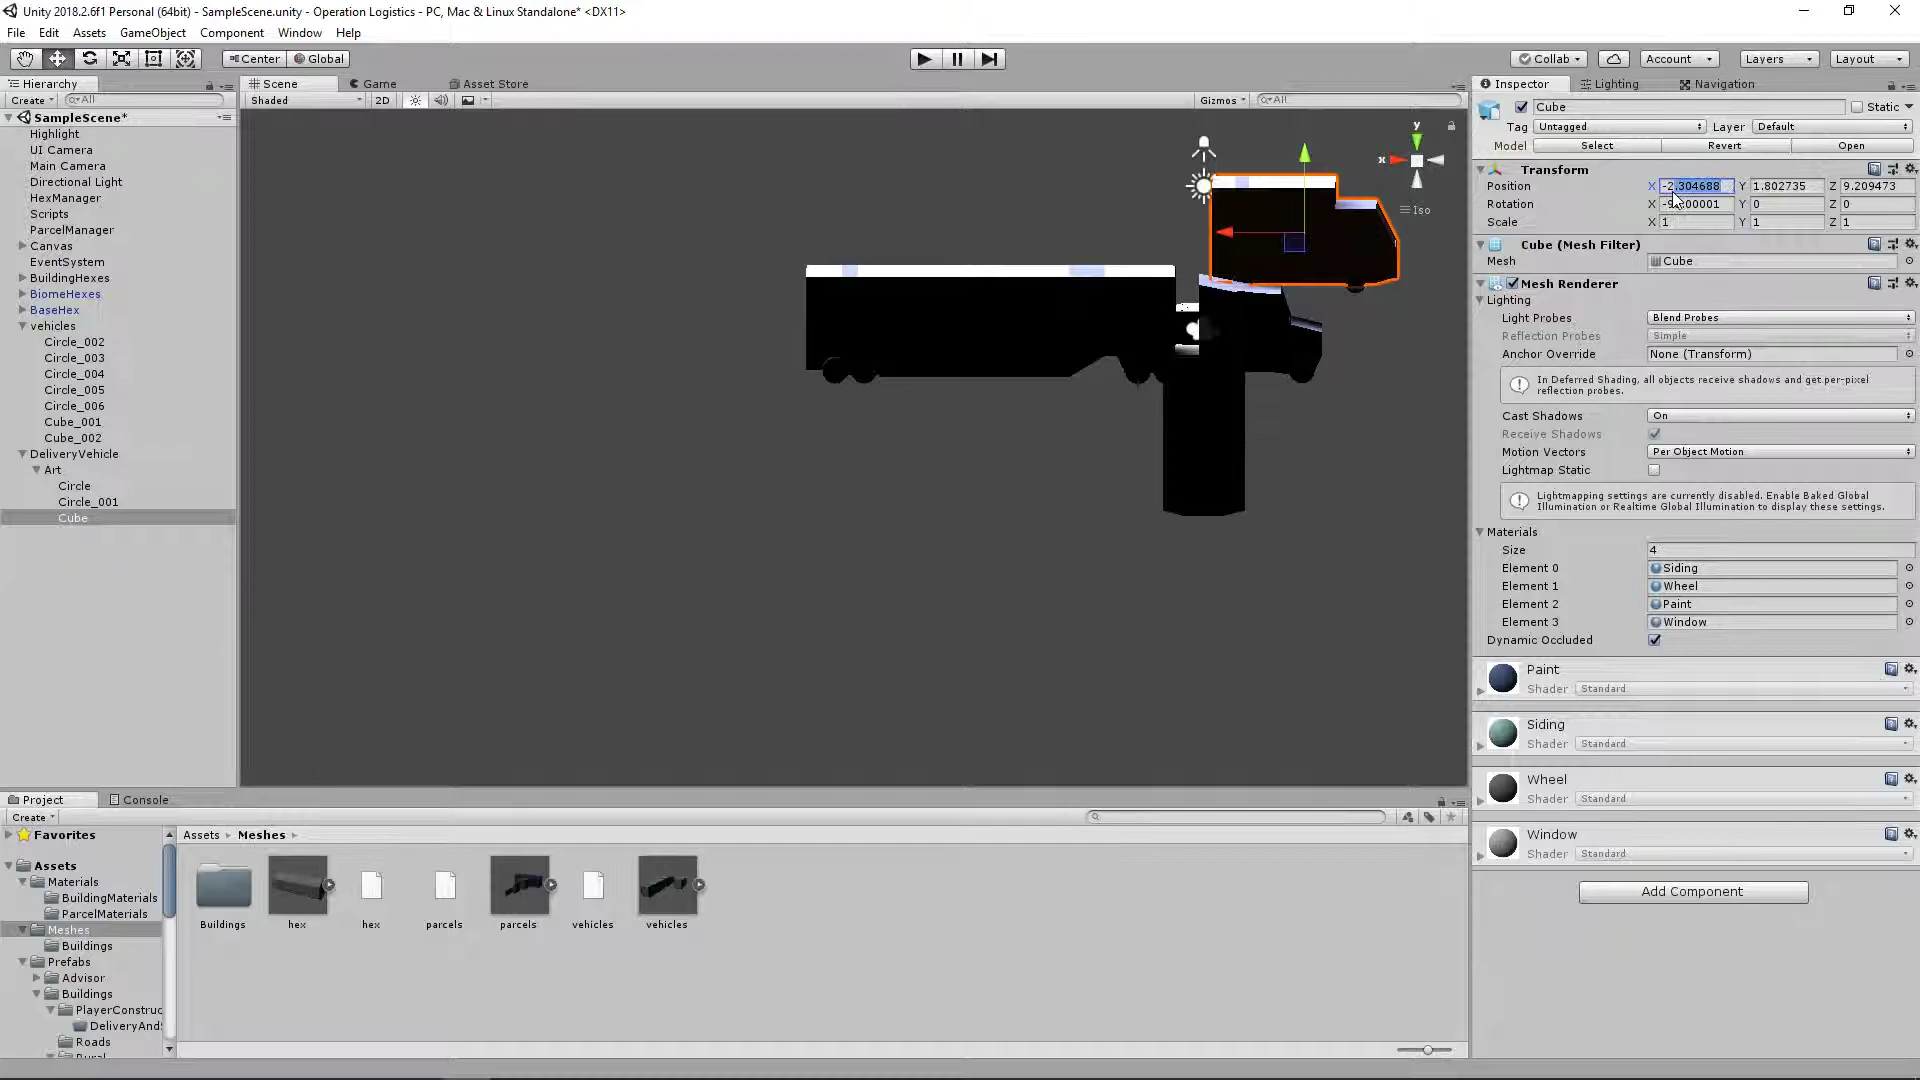 Unity 2018.2.6f1 Personal (64bit) - SampleScene.unity - Operation Logistics - PC, Mac & Linux Standalone* <DX11>
File Edit Assets GameObject Component Window Help
Center Global Collab Account Layers Layout
Hierarchy
Create All
SampleScene*
Highlight
UI Camera
Main Camera
Directional Light
HexManager
Scripts
ParcelManager
Canvas
EventSystem
BuildingHexes
BiomeHexes
BaseHex
vehicles
Circle_002
Circle_003
Circle_004
Circle_005
Circle_006
Cube_001
Cube_002
DeliveryVehicle
Art
Circle
Circle_001
Cube
Scene Game Asset Store
Shaded 2D Gizmos All
y
x
Iso
Inspector Lighting Navigation
Cube Static
Tag Untagged Layer Default
Model Select Revert Open
Transform
Position X -2.304688 Y 1.802735 Z 9.209473
Rotation X Y 0 Z 0
Scale X 1 Y 1 Z 1
Cube (Mesh Filter)
Mesh Cube
Mesh Renderer
Lighting
Light Probes Blend Probes
Reflection Probes Simple
Anchor Override None (Transform)
In Deferred Shading, all objects receive shadows and get per-pixel
reflection probes.
Cast Shadows On
Receive Shadows
Motion Vectors Per Object Motion
Lightmap Static
Lightmapping settings are currently disabled. Enable Baked Global
Illumination or Realtime Global Illumination to display these settings.
Materials
Size 4
Element 0 Siding
Element 1 Wheel
Element 2 Paint
Element 3 Window
Dynamic Occluded
Paint
Shader Standard
Siding
Shader Standard
Wheel
Shader Standard
Window
Shader Standard
Add Component
Project Console
Create
Favorites
Assets
Materials
BuildingMaterials
ParcelMaterials
Meshes
Buildings
Prefabs
Advisor
Buildings
PlayerConstruc
DeliveryAnd
Roads
Rural
Assets Meshes
Buildings hex hex parcels parcels vehicles vehicles